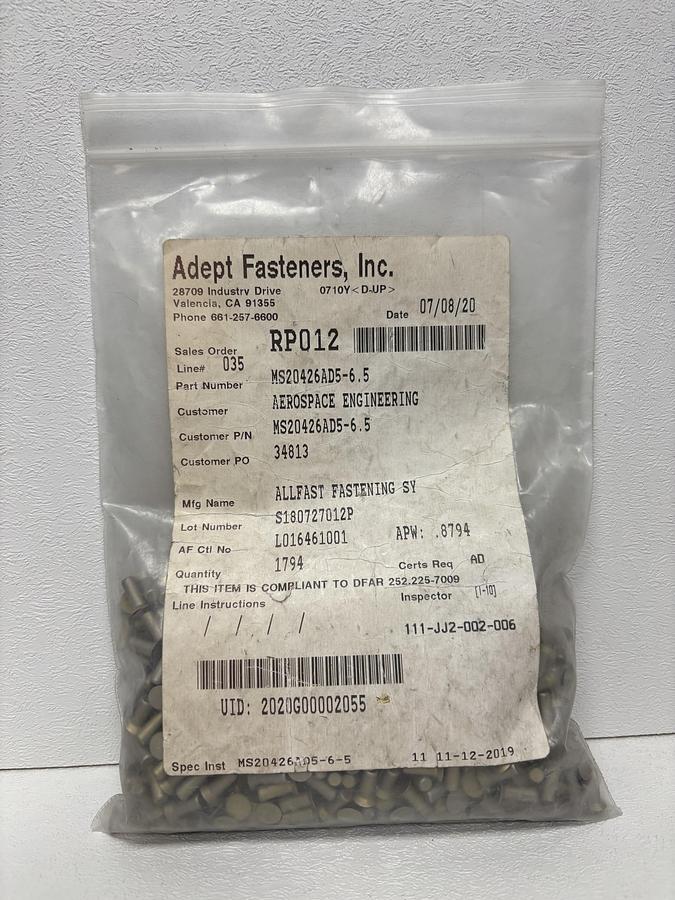 Adept Fasteners, Inc.
28709 Industry Drive 0710Y<D-UP>
Valencia, CA 91355
Phone 661-257-6600 Date 07/08/20
Sales Order RP012
Line# 035
Part Number MS20426AD5-6.5
Customer AEROSPACE ENGINEERING
Customer P/N MS20426AD5-6.5
Customer PO 34813
Mfg Name ALLFAST FASTENING SY
Lot Number S180727012P
AF Ctl No L016461001 APW: .8794
Quantity 1794 Certs Req AD
THIS ITEM IS COMPLIANT TO DFAR 252.225-7009
Line Instructions Inspector [I-10]
/ / / / 111-JJ2-002-006
UID: 2020G00002055
Spec Inst MS20426AD5-6-5 11 11-12-2019